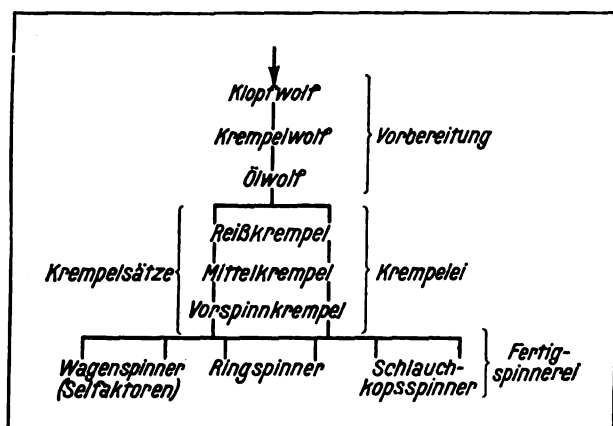 Klopfwolf
Krempelwolf
Vorbereitung
Ölwolf
Reißkrempel
Krempelsätze
Mittelkrempel
Krempelei
Vorspinnkrempel
Wagenspinner
(Selfaktoren)
Ringspinner
Schlauch-
kopsspinner
Fertig-
spinnerei